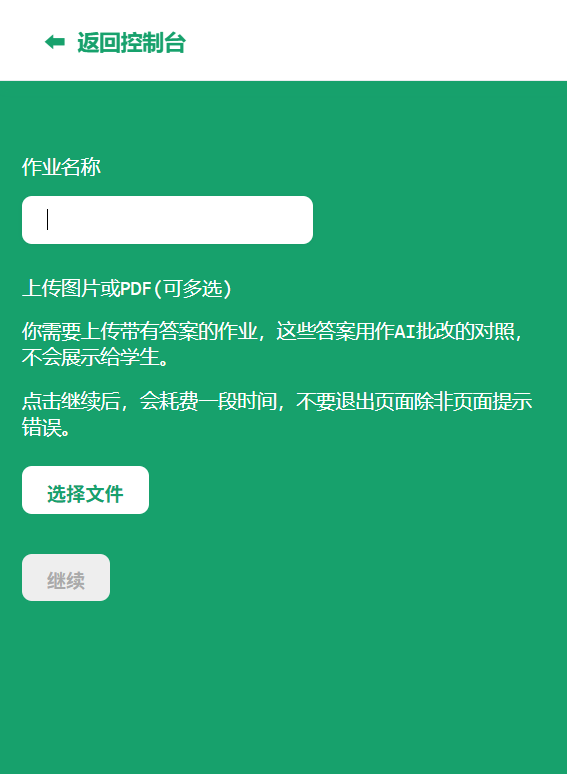 返回控制台
作业名称
上传图片或PDF(可多选)
你需要上传带有答案的作业，这些答案用作AI批改的对照，
不会展示给学生。
点击继续后，会耗费一段时间，不要退出页面除非页面提示
错误。
选择文件
继续